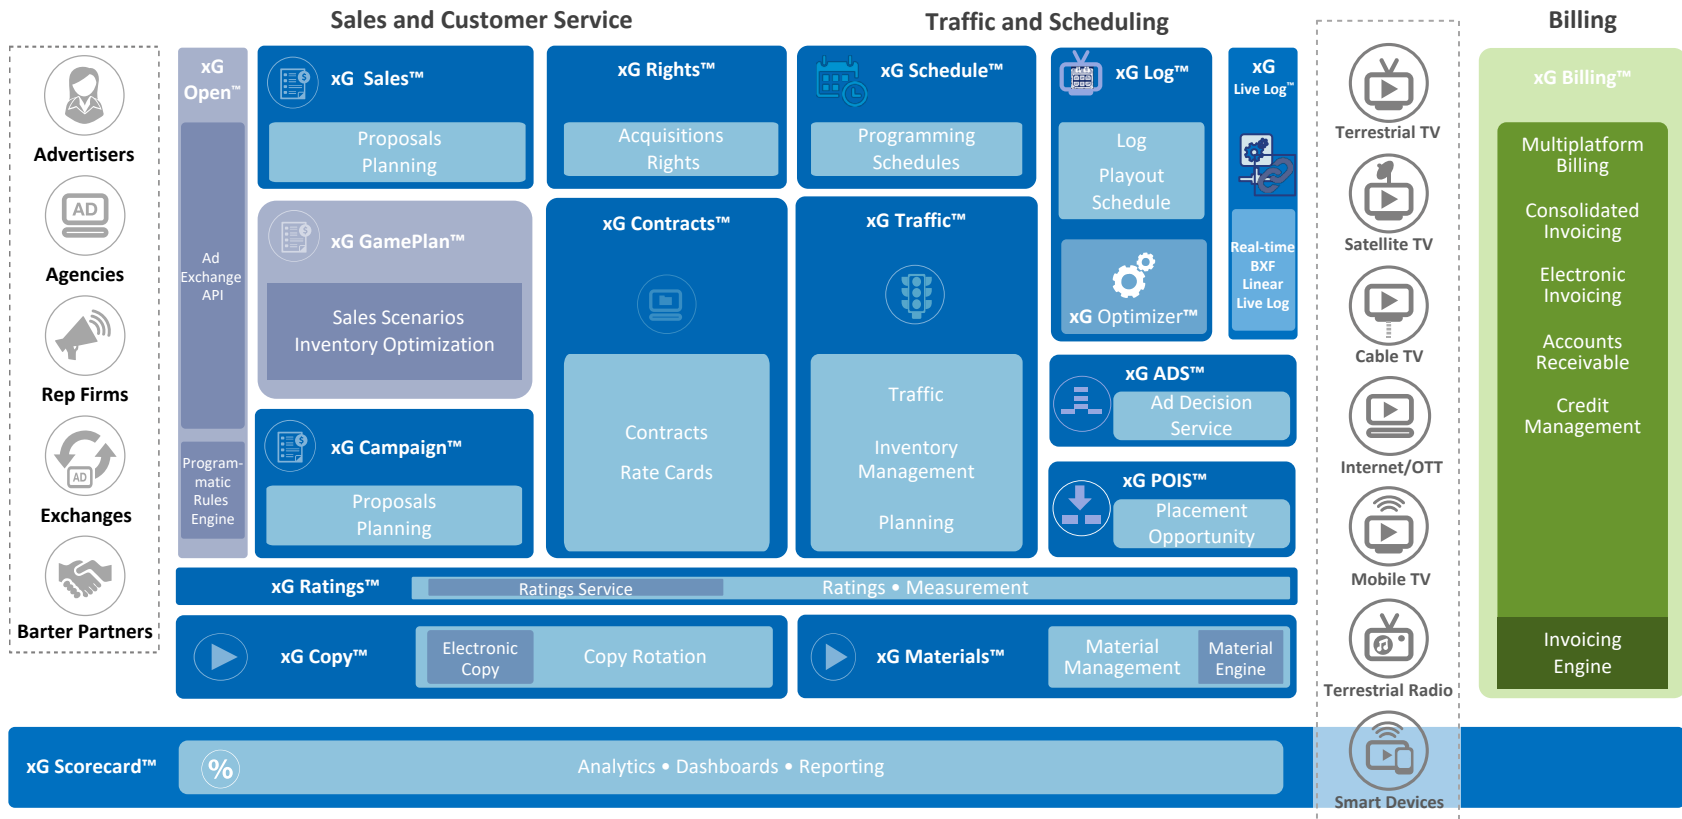 Sales and Customer Service
Traffic and Scheduling
Billing
Advertisers
AD
Agencies
Rep Firms
AD
Exchanges
Barter Partners
xG
Open™
Ad
Exchange
API
Program-
matic
Rules
Engine
xG Sales™
Proposals
Planning
xG GamePlan™
Sales Scenarios
Inventory Optimization
xG Campaign™
Proposals
Planning
xG Rights™
Acquisitions
Rights
xG Contracts™
Contracts
Rate Cards
xG Schedule™
Programming
Schedules
xG Traffic™
Traffic
Inventory
Management
Planning
xG Log™
Log
Playout
Schedule
xG Optimizer™
xG
Live Log™
Real-time
BXF
Linear
Live Log
xG ADS™
Ad Decision
Service
xG POIS™
Placement
Opportunity
xG Ratings™
Ratings Service
Ratings • Measurement
xG Copy™
Electronic
Copy
Copy Rotation
xG Materials™
Material
Management
Material
Engine
xG Scorecard™
%
Analytics • Dashboards • Reporting
Terrestrial TV
Satellite TV
Cable TV
Internet/OTT
Mobile TV
Terrestrial Radio
Smart Devices
xG Billing™
Multiplatform
Billing
Consolidated
Invoicing
Electronic
Invoicing
Accounts
Receivable
Credit
Management
Invoicing
Engine